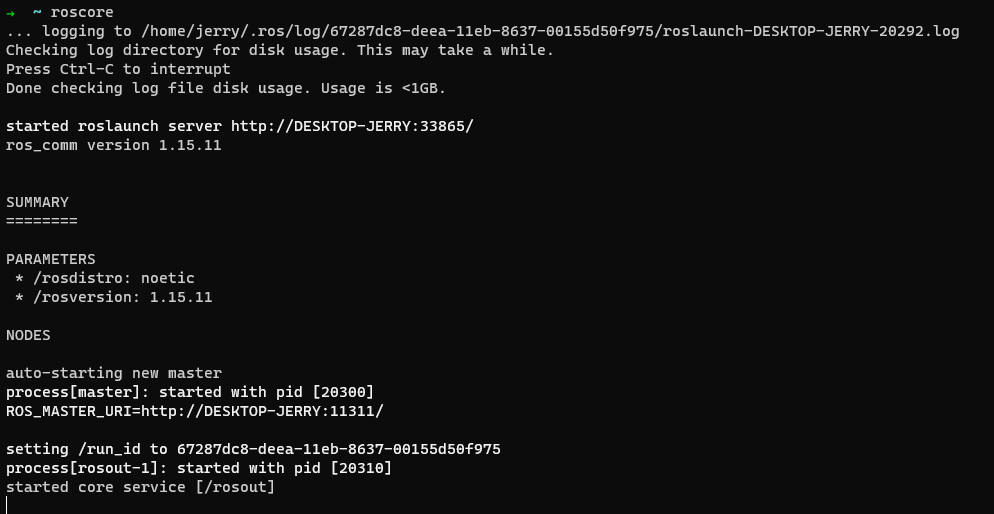 → ~ roscore
... logging to /home/jerry/.ros/log/67287dc8-deea-11eb-8637-00155d50f975/roslaunch-DESKTOP-JERRY-20292.log
Checking log directory for disk usage. This may take a while.
Press Ctrl-C to interrupt
Done checking log file disk usage. Usage is <1GB.
started roslaunch server http://DESKTOP-JERRY:33865/
ros_comm version 1.15.11
SUMMARY
========
PARAMETERS
* /rosdistro: noetic
* /rosversion: 1.15.11
NODES
auto-starting new master
process[master]: started with pid [20300]
ROS_MASTER_URI=http://DESKTOP-JERRY:11311/
setting /run_id to 67287dc8-deea-11eb-8637-00155d50f975
process[rosout-1]: started with pid [20310]
started core service [/rosout]